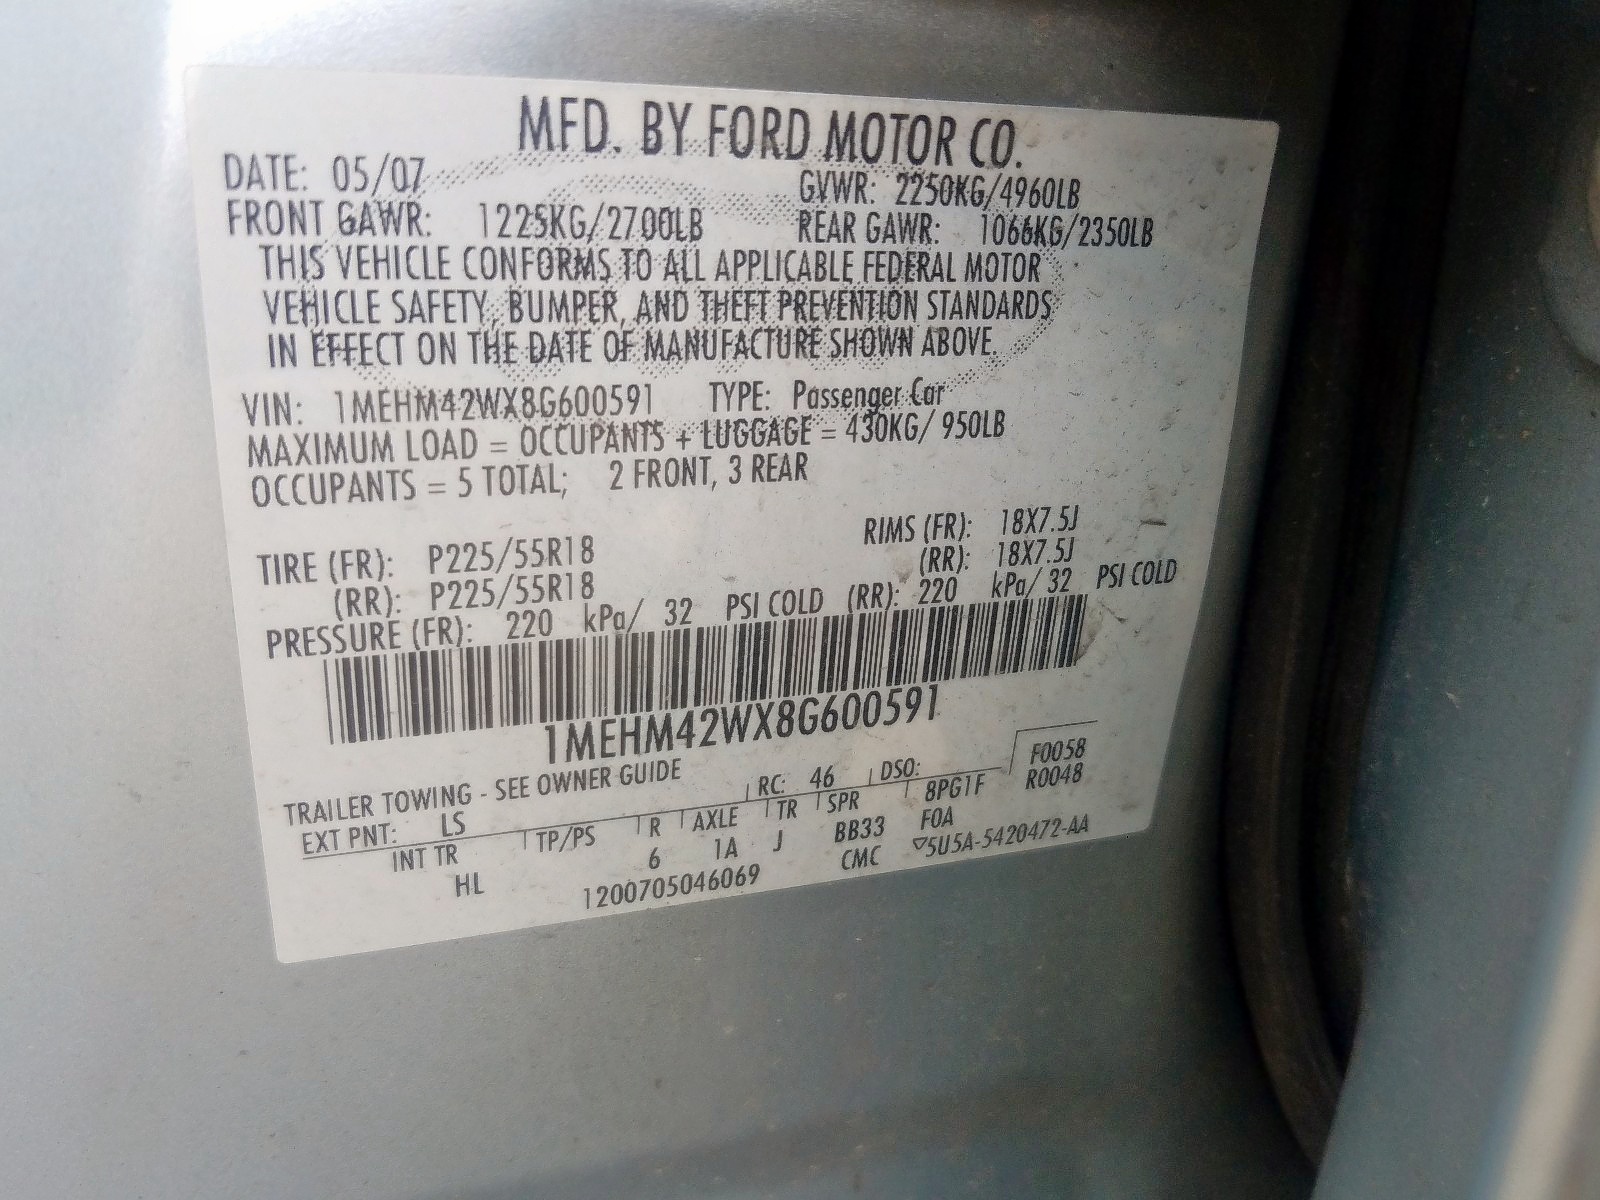 MFD. BY FORD MOTOR CO.
DATE: 05/07 GVWR: 2250KG/4960LB
FRONT GAWR: 1225KG/2700LB REAR GAWR: 1066KG/2350LB
THIS VEHICLE CONFORMS TO ALL APPLICABLE FEDERAL MOTOR
VEHICLE SAFETY, BUMPER, AND THEFT PREVENTION STANDARDS
IN EFFECT ON THE DATE OF MANUFACTURE SHOWN ABOVE.
VIN: 1MEHM42WX8G600591 TYPE: Passenger Car
MAXIMUM LOAD = OCCUPANTS + LUGGAGE = 430KG/ 950LB
OCCUPANTS = 5 TOTAL; 2 FRONT, 3 REAR
TIRE (FR): P225/55R18 RIMS (FR): 18X7.5J
(RR): P225/55R18 (RR): 18X7.5J
PRESSURE (FR): 220 kPa/ 32 PSI COLD (RR): 220 kPa/ 32 PSI COLD
1MEHM42WX8G600591
TRAILER TOWING - SEE OWNER GUIDE F0058
EXT PNT: LS RC: 46 DSO: R0048
INT TR TP/PS R AXLE TR SPR 8PG1F
HL 6 1A J BB33 FOA
1200705046069 CMC ▽5U5A-5420472-AA